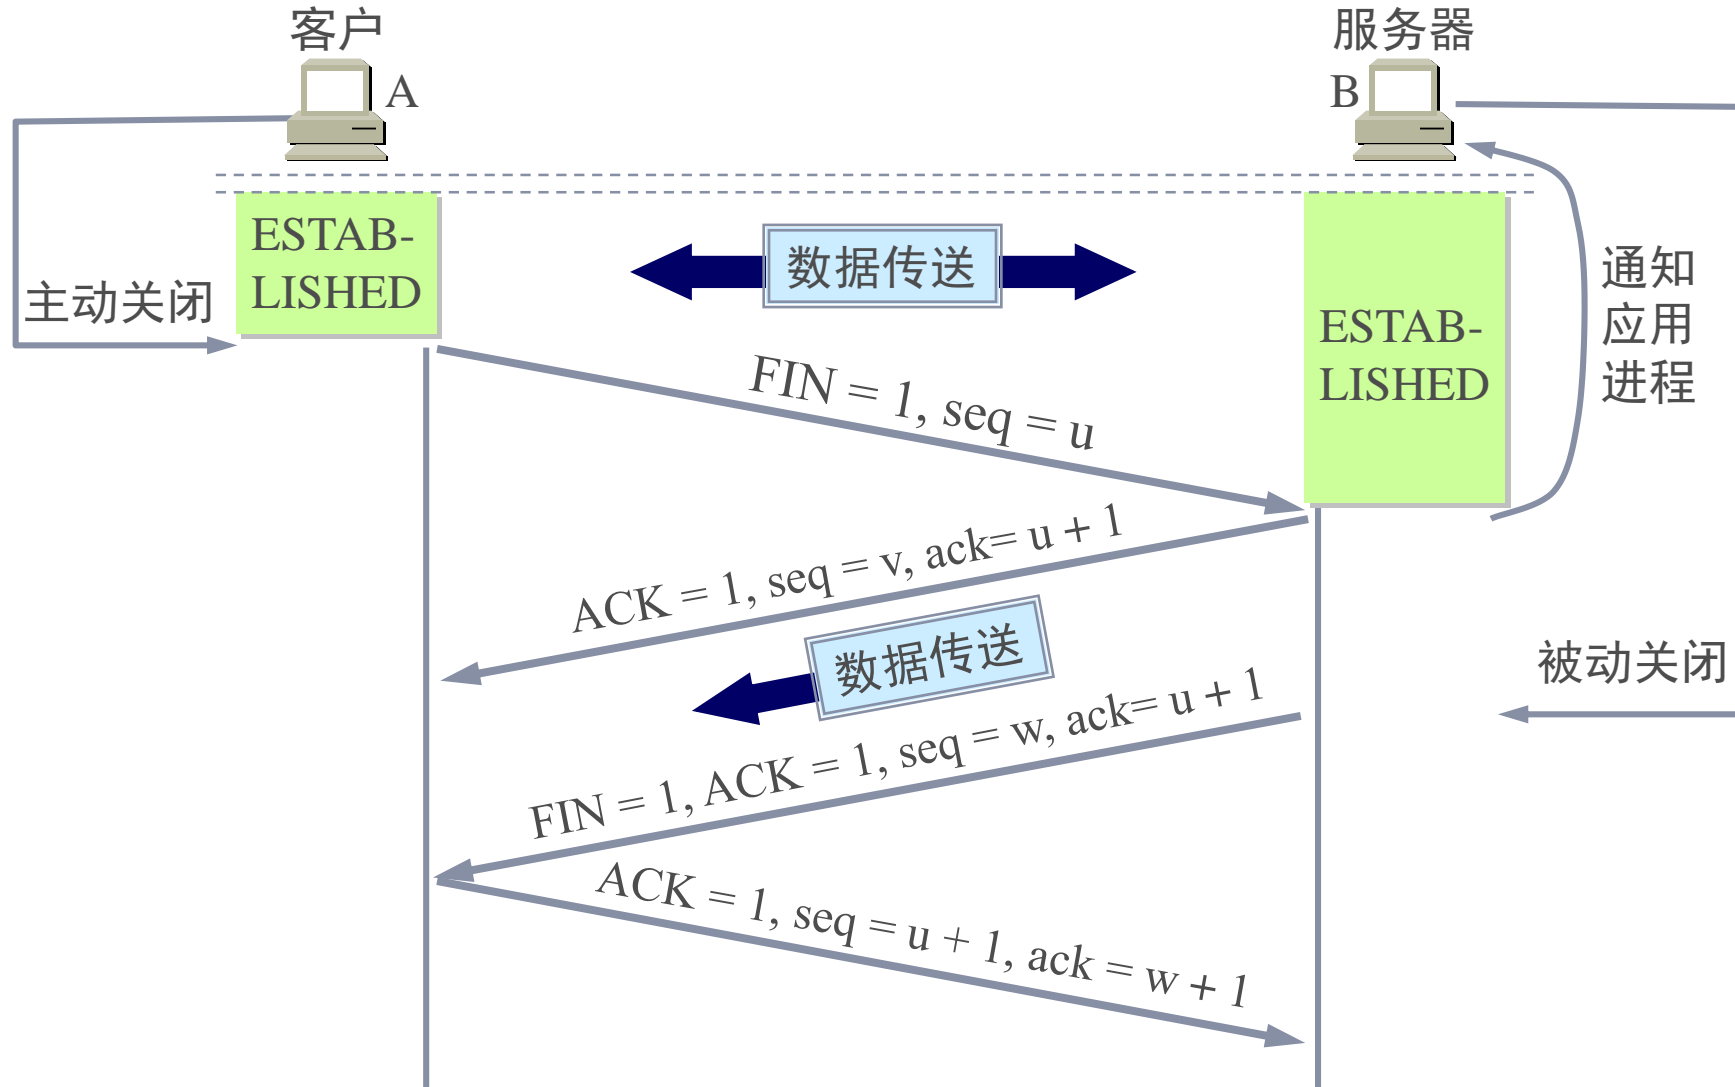 客户
服务器
A
B
ESTAB-
LISHED
数据传送
主动关闭
ESTAB-
LISHED
通知
应用
进程
FIN = 1, seq = u
ACK = 1, seq = v, ack= u + 1
数据传送
被动关闭
FIN = 1, ACK = 1, seq = w, ack= u + 1
ACK = 1, seq = u + 1, ack = w + 1